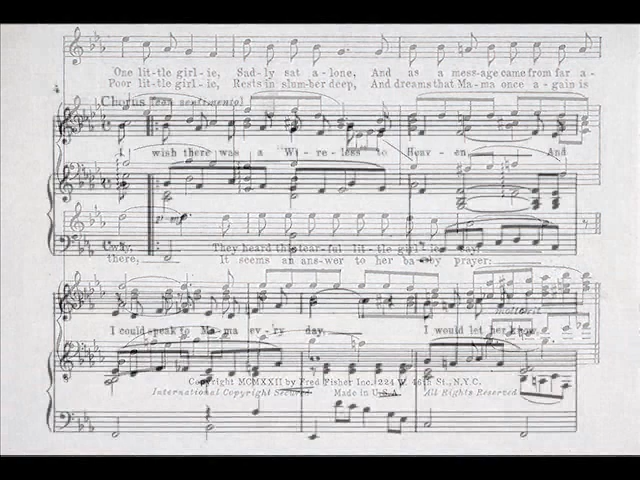 One lit-tle girl-ie, Sad-ly sat a-lone, And as a mess-age came from far a-
Poor lit-tle girl-ie, Rests in slum-ber deep, And dreams that Ma-ma once a-gain is
Chorus
I wish there was a Wi-re-less to Heav-en, And
They heard this tear-ful lit-tle girl-ie say:
there, It seems an ans-wer to her ba-by prayer:
I could speak to Ma-ma ev-'ry day, I would let her know,
Copyright MCMXXII by Fred Fisher Inc. 224 W. 46th St., N.Y.C.
International Copyright Secured Made in U.S.A. All Rights Reserved